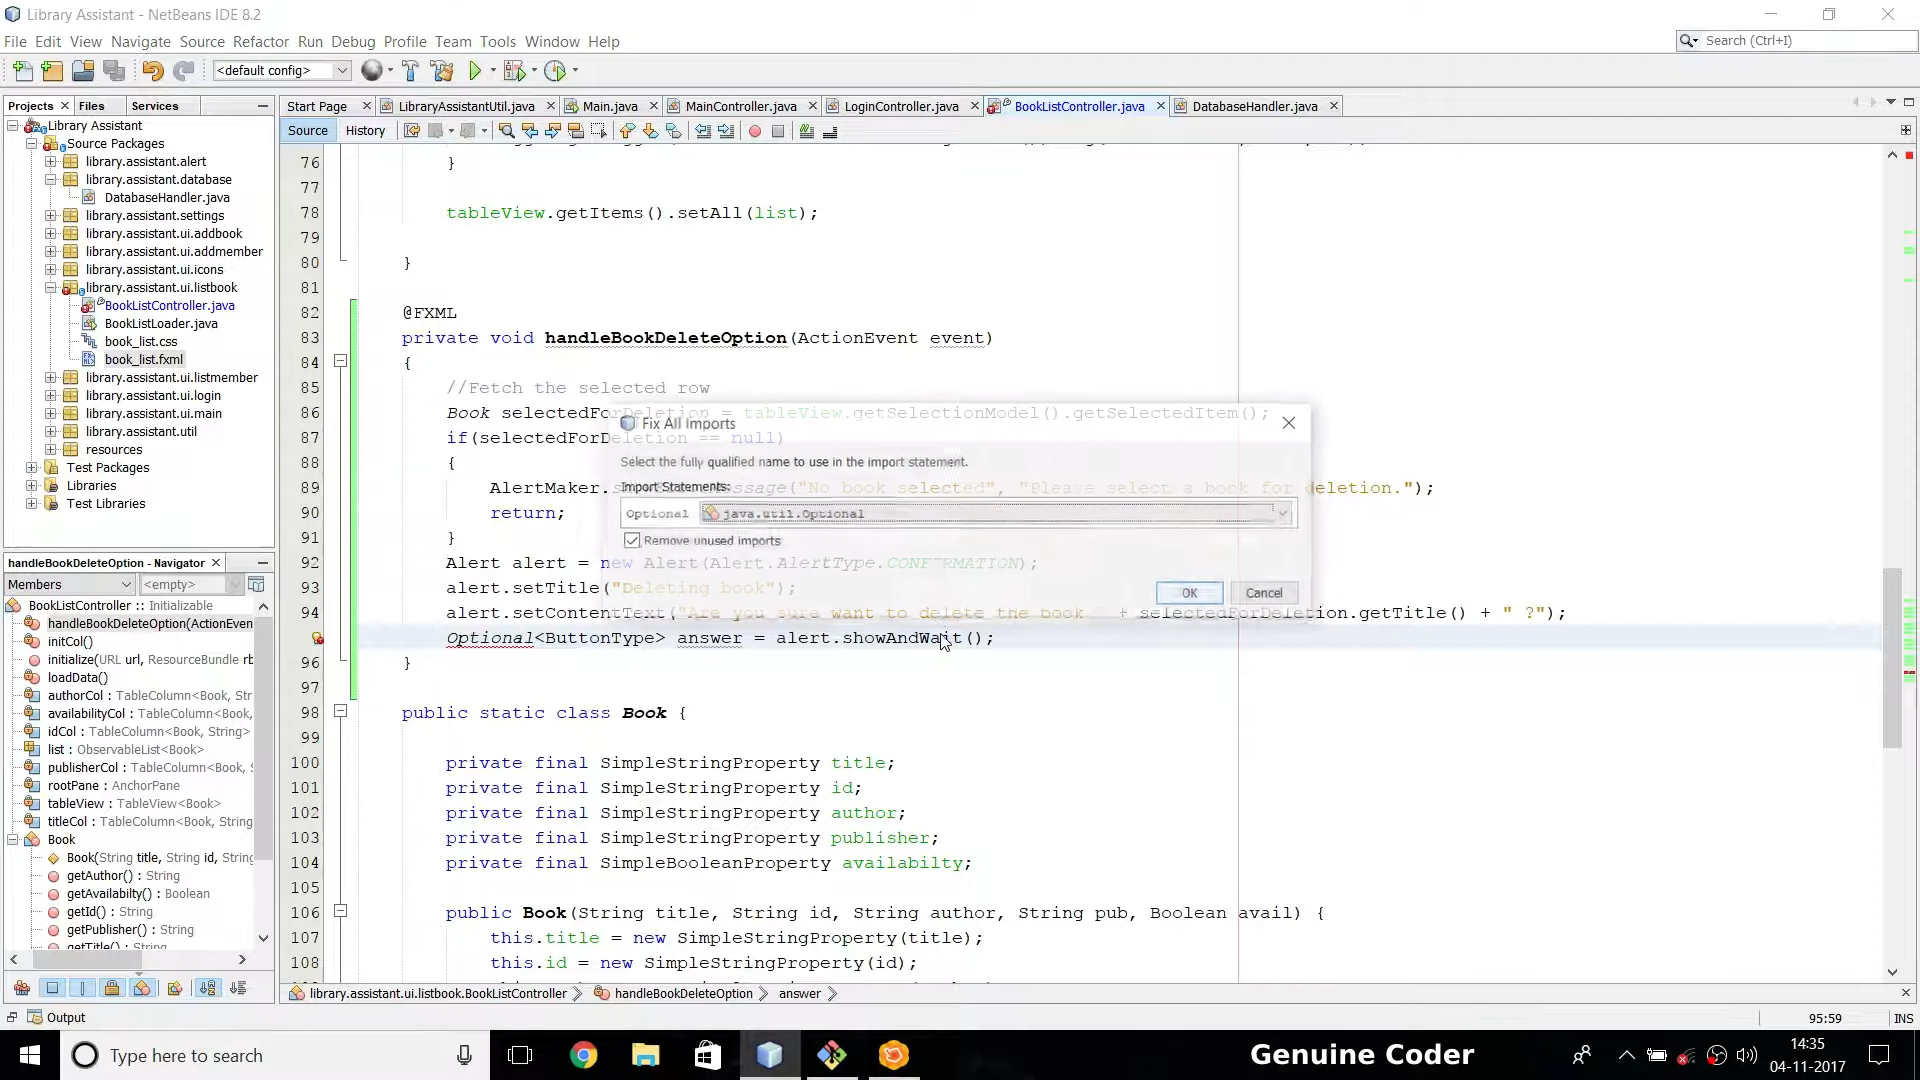 Library Assistant - NetBeans IDE 8.2
File Edit View Navigate Source Refactor Run Debug Profile Team Tools Window Help
Search (Ctrl+I)
<default config>
Projects Files Services
Start Page LibraryAssistantUtil.java Main.java MainController.java LoginController.java BookListController.java DatabaseHandler.java
Source History
Library Assistant
Source Packages
library.assistant.alert
library.assistant.database
DatabaseHandler.java
library.assistant.settings
library.assistant.ui.addbook
library.assistant.ui.addmember
library.assistant.ui.icons
library.assistant.ui.listbook
BookListController.java
BookListLoader.java
book_list.css
book_list.fxml
library.assistant.ui.listmember
library.assistant.ui.login
library.assistant.ui.main
library.assistant.util
resources
Test Packages
Libraries
Test Libraries
handleBookDeleteOption - Navigator
Members <empty>
BookListController :: Initializable
handleBookDeleteOption(ActionEven
initCol()
initialize(URL url, ResourceBundle rb
loadData()
authorCol : TableColumn<Book, Str
availabilityCol : TableColumn<Book,
idCol : TableColumn<Book, String>
list : ObservableList<Book>
publisherCol : TableColumn<Book, S
rootPane : AnchorPane
tableView : TableView<Book>
titleCol : TableColumn<Book, String
Book
Book(String title, String id, String
getAuthor() : String
getAvailabilty() : Boolean
getId() : String
getPublisher() : String
getTitle() : String
76 }
77
78 tableView.getItems().setAll(list);
79
80 }
81
82 @FXML
83 private void handleBookDeleteOption(ActionEvent event)
84 {
85 //Fetch the selected row
86 Book selectedForDeletion = tableView.getSelectionModel().getSelectedItem();
87 if(selectedForDeletion == null)
88 {
89 AlertMaker. essage("No book selected", "Please select a book for deletion.");
90 return;
91 }
92 Alert alert = new Alert(Alert.AlertType.CONFIRMATION);
93 alert.setTitle("Deleting book");
94 alert.setContentText("Are you sure want to delete the book + selectedForDeletion.getTitle() + " ?");
Optional<ButtonType> answer = alert.showAndWait();
96 }
97
98 public static class Book {
99
100 private final SimpleStringProperty title;
101 private final SimpleStringProperty id;
102 private final SimpleStringProperty author;
103 private final SimpleStringProperty publisher;
104 private final SimpleBooleanProperty availabilty;
105
106 public Book(String title, String id, String author, String pub, Boolean avail) {
107 this.title = new SimpleStringProperty(title);
108 this.id = new SimpleStringProperty(id);
Fix All Imports
Select the fully qualified name to use in the import statement.
Import Statements:
Optional java.util.Optional
Remove unused imports
OK Cancel
library.assistant.ui.listbook.BookListController handleBookDeleteOption answer
Output
95:59 INS
Type here to search
Genuine Coder
14:35
04-11-2017